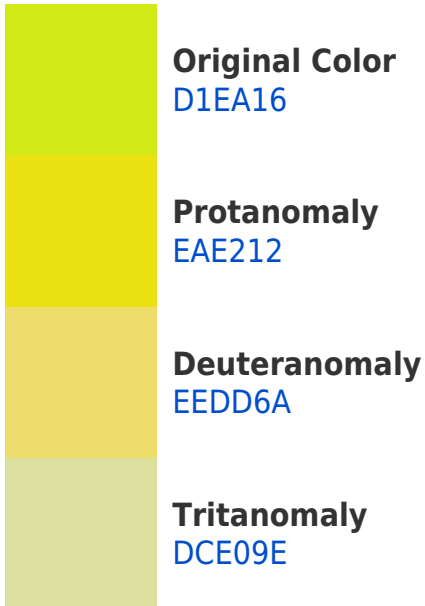 Original Color
D1EA16
Protanomaly
EAE212
Deuteranomaly
EEDD6A
Tritanomaly
DCE09E